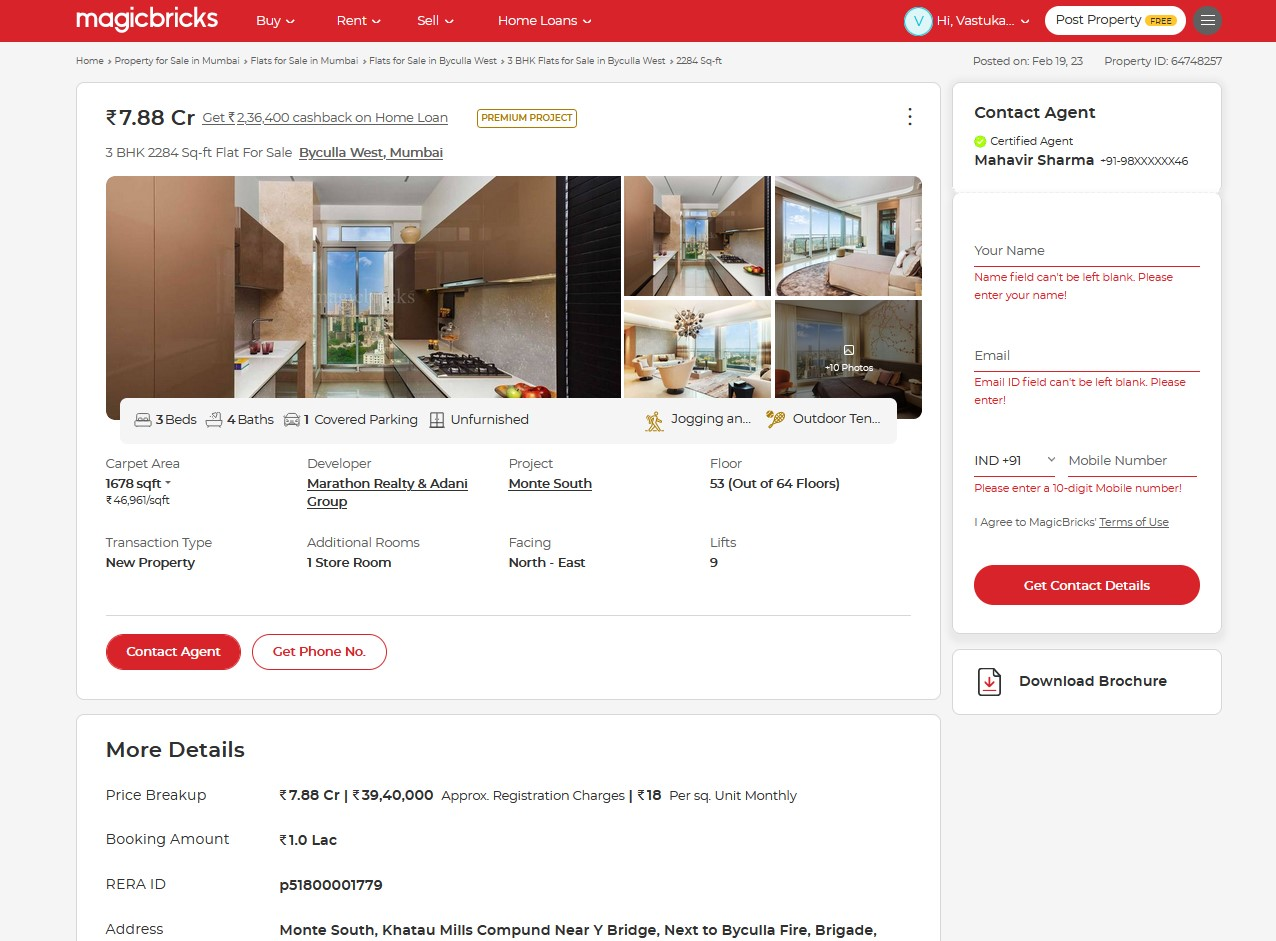 magicbricks
Buy
Rent
Sell
Home Loans
V
Hi, Vastuka...
Post Property FREE
Home › Property for Sale in Mumbai › Flats for Sale in Mumbai › Flats for Sale in Byculla West › 3 BHK Flats for Sale in Byculla West › 2284 Sq-ft
Posted on: Feb 19, 23
Property ID: 64748257
₹7.88 Cr Get ₹2,36,400 cashback on Home Loan
PREMIUM PROJECT
3 BHK 2284 Sq-ft Flat For Sale Byculla West, Mumbai
magicbricks
+10 Photos
3 Beds
4 Baths
1 Covered Parking
Unfurnished
Jogging an...
Outdoor Ten...
Carpet Area
1678 sqft
₹46,961/sqft
Developer
Marathon Realty & Adani
Group
Project
Monte South
Floor
53 (Out of 64 Floors)
Transaction Type
New Property
Additional Rooms
1 Store Room
Facing
North - East
Lifts
9
Contact Agent
Get Phone No.
More Details
Price Breakup
₹7.88 Cr | ₹39,40,000 Approx. Registration Charges | ₹18 Per sq. Unit Monthly
Booking Amount
₹1.0 Lac
RERA ID
p51800001779
Address
Monte South, Khatau Mills Compund Near Y Bridge, Next to Byculla Fire, Brigade,
Contact Agent
Certified Agent
Mahavir Sharma +91-98XXXXXX46
Your Name
Name field can't be left blank. Please
enter your name!
Email
Email ID field can't be left blank. Please
enter!
IND +91
Mobile Number
Please enter a 10-digit Mobile number!
I Agree to MagicBricks' Terms of Use
Get Contact Details
Download Brochure